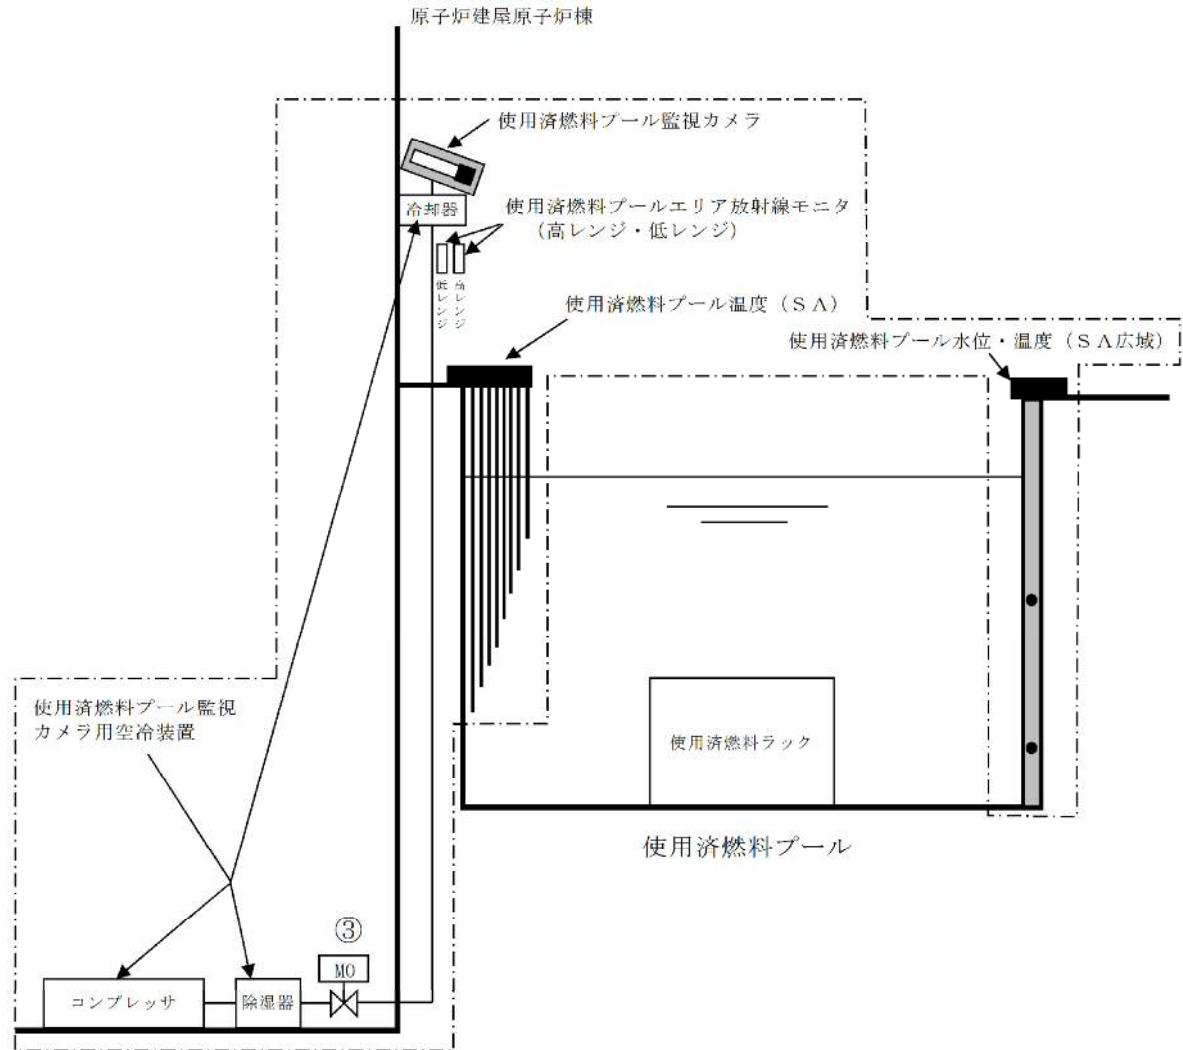 原子炉建屋原子炉棟
使用済燃料プール監視カメラ
冷却器
使用済燃料プールエリア放射線モニタ
（高レンジ・低レンジ）
低レンジ
高レンジ
使用済燃料プール温度（ＳＡ）
使用済燃料プール水位・温度（ＳＡ広域）
使用済燃料プール監視
カメラ用空冷装置
使用済燃料ラック
使用済燃料プール
③
MO
コンプレッサ
除湿器